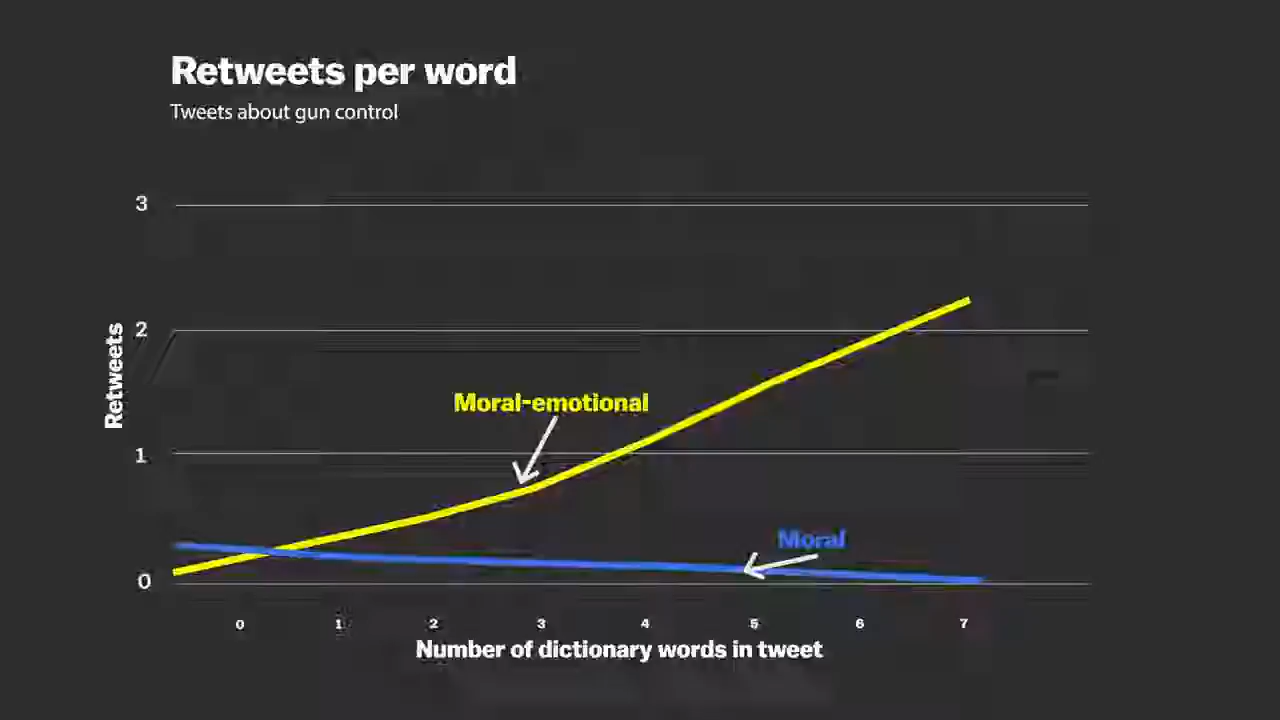 Retweets per word
Tweets about gun control
3
2
Retweets
Moral-emotional
1
Moral
0
0 1 2 3 4 5 6 7
Number of dictionary words in tweet